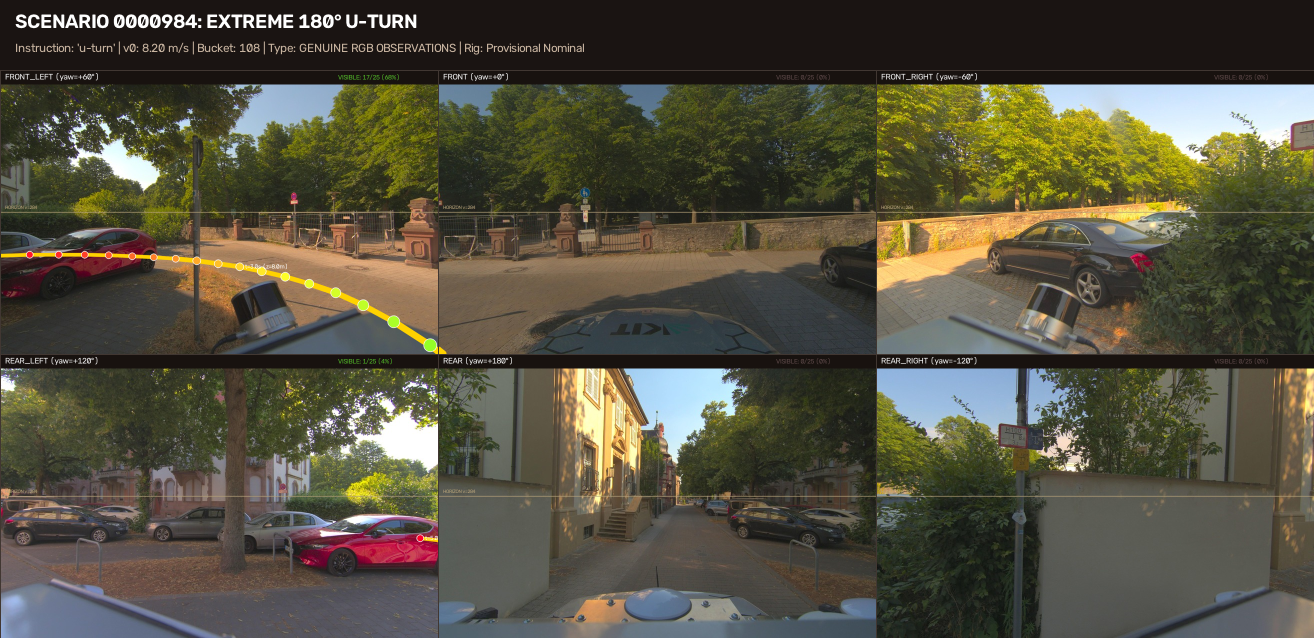 SCENARIO 0000984: EXTREME 180° U-TURN
Instruction: 'u-turn' | v0: 8.20 m/s | Bucket: 108 | Type: GENUINE RGB OBSERVATIONS | Rig: Provisional Nominal
FRONT_LEFT (yaw=+60°)
VISIBLE: 17/25 (68%)
FRONT (yaw=+0°)
VISIBLE: 0/25 (0%)
FRONT_RIGHT (yaw=-60°)
VISIBLE: 0/25 (0%)
KIT
REAR_LEFT (yaw=+120°)
VISIBLE: 1/25 (4%)
REAR (yaw=+180°)
VISIBLE: 0/25 (0%)
REAR_RIGHT (yaw=-120°)
VISIBLE: 0/25 (0%)